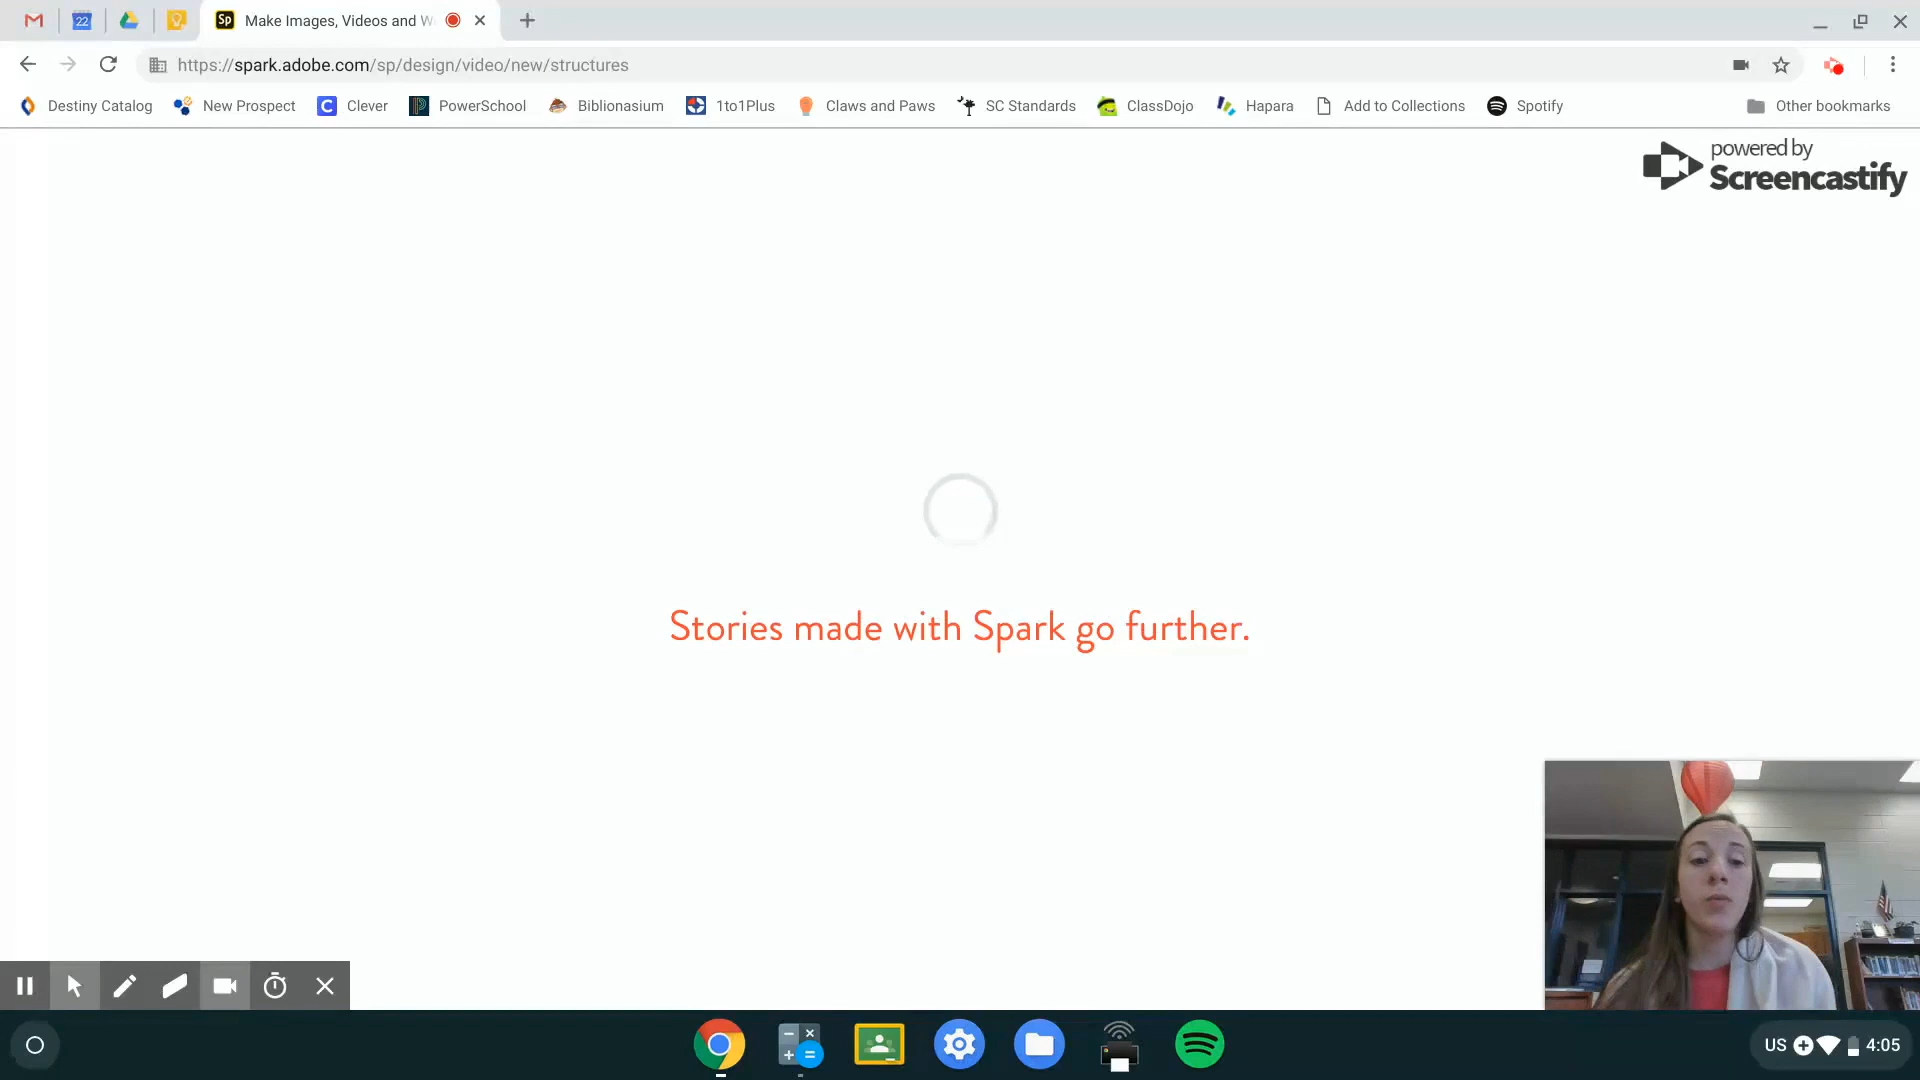 22
Sp Make Images, Videos and W
https://spark.adobe.com/sp/design/video/new/structures
Destiny Catalog New Prospect C Clever P PowerSchool Biblionasium 1to1Plus Claws and Paws SC Standards ClassDojo Hapara Add to Collections Spotify Other bookmarks
powered by
Screencastify
Stories made with Spark go further.
US 4:05